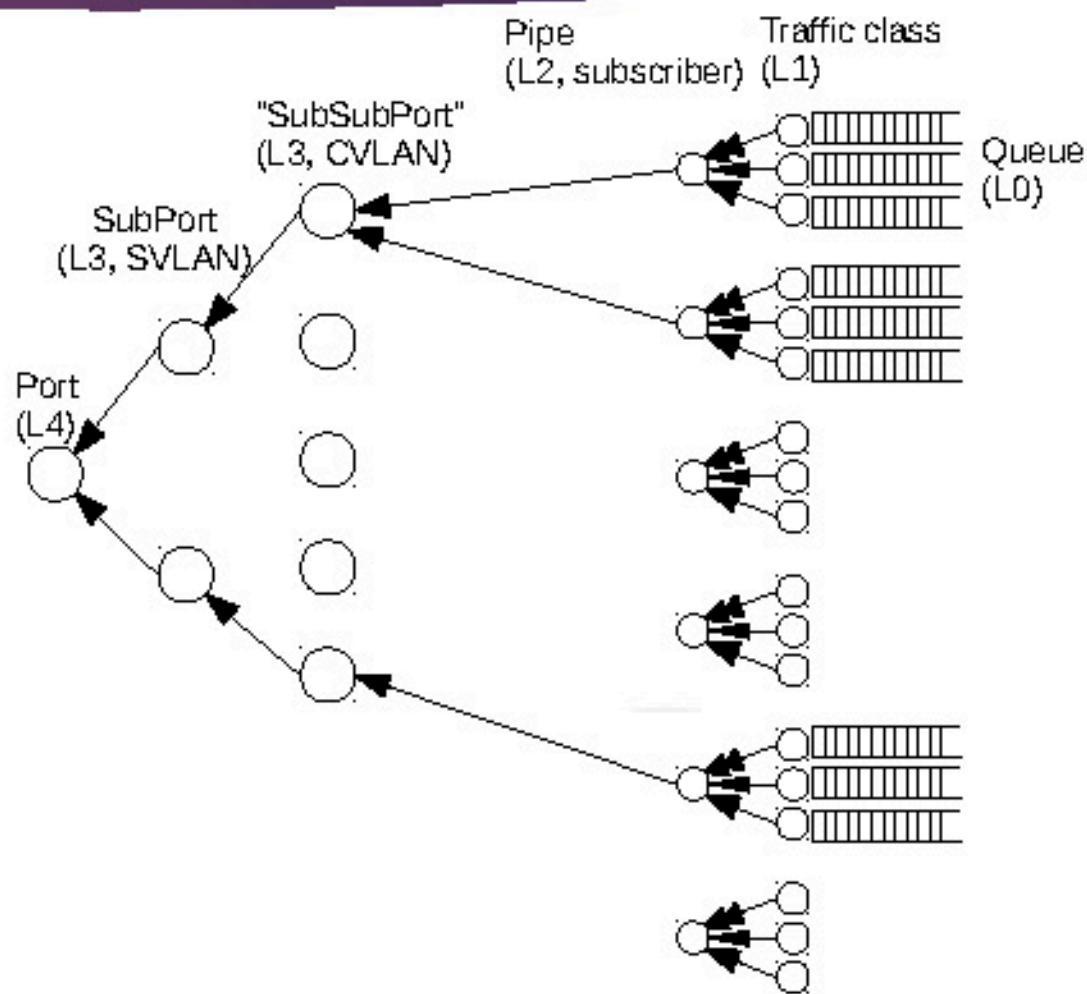 Pipe
(L2, subscriber)
Traffic class
(L1)
"SubSubPort"
(L3, CVLAN)
Queue
(L0)
SubPort
(L3, SVLAN)
Port
(L4)